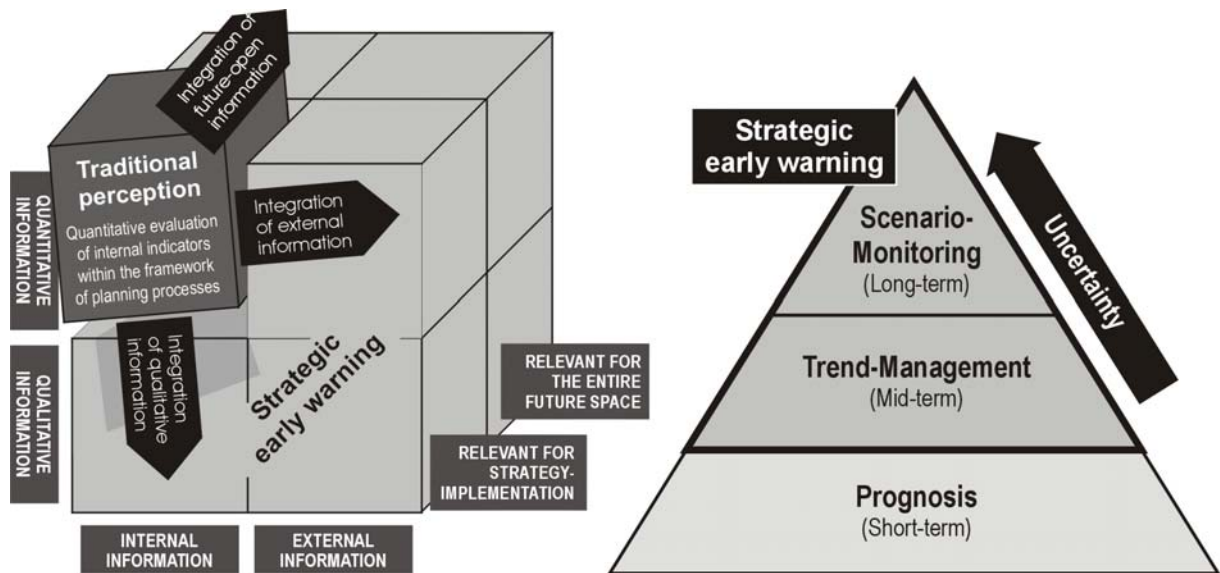 Integration of
future-open
information
Traditional
perception
Quantitative evaluation
of internal indicators
within the framework
of planning processes
Integration
of external
information
Integration
of qualitative
information
Strategic
early warning
QUANTITATIVE
INFORMATION
QUALITATIVE
INFORMATION
INTERNAL
INFORMATION
EXTERNAL
INFORMATION
RELEVANT FOR
THE ENTIRE
FUTURE SPACE
RELEVANT FOR
STRATEGY-
IMPLEMENTATION
Strategic
early warning
Uncertainty
Scenario-
Monitoring
(Long-term)
Trend-Management
(Mid-term)
Prognosis
(Short-term)